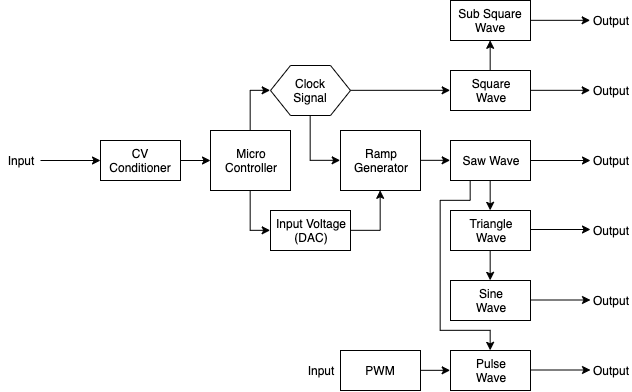 Sub Square
Wave
Output
Clock
Signal
Square
Wave
Output
Input
CV
Conditioner
Micro
Controller
Ramp
Generator
Saw Wave
Output
Input Voltage
(DAC)
Triangle
Wave
Output
Sine
Wave
Output
Input
PWM
Pulse
Wave
Output